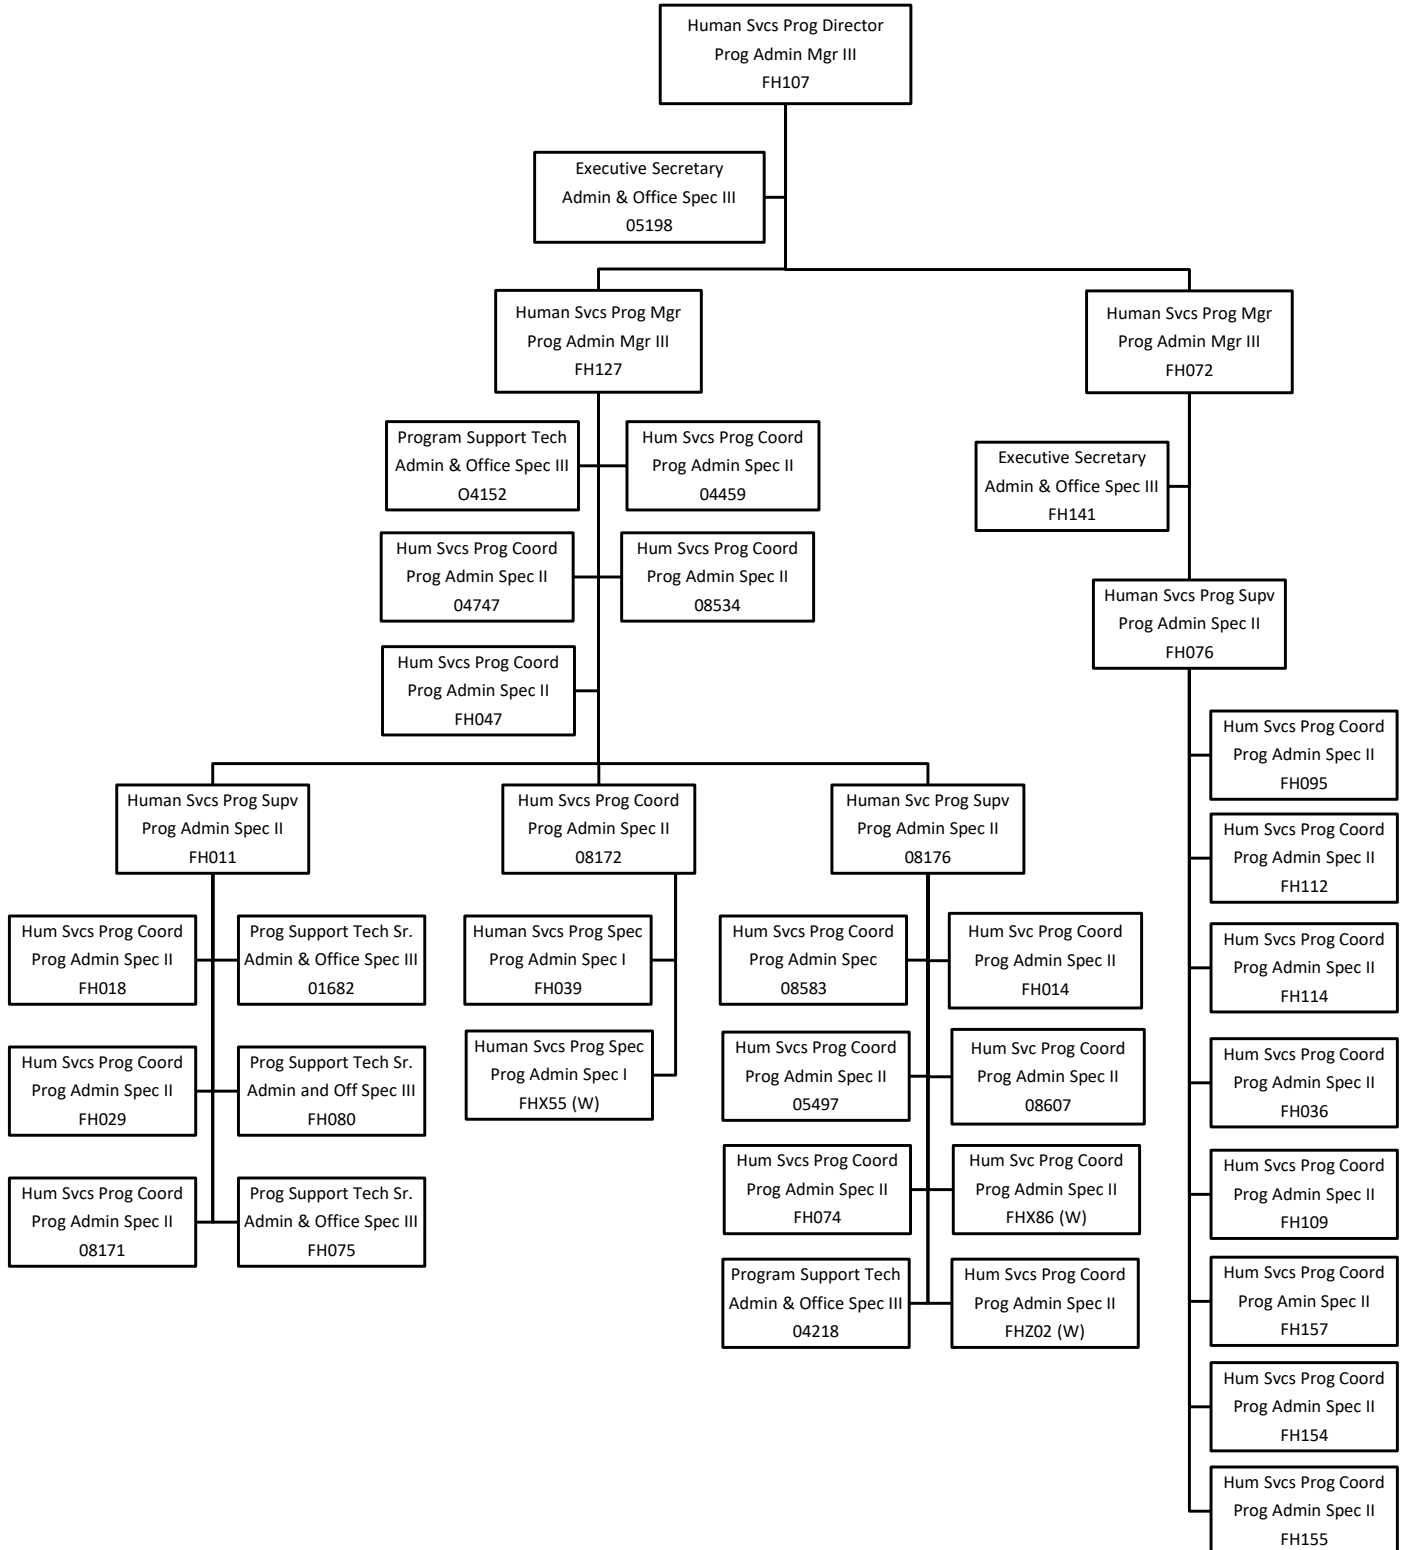 Human Svcs Prog Director
Prog Admin Mgr III
FH107
Executive Secretary
Admin & Office Spec III
05198
Human Svcs Prog Mgr
Prog Admin Mgr III
FH127
Human Svcs Prog Mgr
Prog Admin Mgr III
FH072
Program Support Tech
Admin & Office Spec III
O4152
Hum Svcs Prog Coord
Prog Admin Spec II
04459
Executive Secretary
Admin & Office Spec III
FH141
Hum Svcs Prog Coord
Prog Admin Spec II
04747
Hum Svcs Prog Coord
Prog Admin Spec II
08534
Human Svcs Prog Supv
Prog Admin Spec II
FH076
Hum Svcs Prog Coord
Prog Admin Spec II
FH047
Human Svcs Prog Supv
Prog Admin Spec II
FH011
Hum Svcs Prog Coord
Prog Admin Spec II
08172
Human Svc Prog Supv
Prog Admin Spec II
08176
Hum Svcs Prog Coord
Prog Admin Spec II
FH018
Prog Support Tech Sr.
Admin & Office Spec III
01682
Hum Svcs Prog Coord
Prog Admin Spec II
FH029
Prog Support Tech Sr.
Admin and Off Spec III
FH080
Hum Svcs Prog Coord
Prog Admin Spec II
08171
Prog Support Tech Sr.
Admin & Office Spec III
FH075
Human Svcs Prog Spec
Prog Admin Spec I
FH039
Human Svcs Prog Spec
Prog Admin Spec I
FHX55 (W)
Hum Svcs Prog Coord
Prog Admin Spec
08583
Hum Svc Prog Coord
Prog Admin Spec II
FH014
Hum Svcs Prog Coord
Prog Admin Spec II
05497
Hum Svc Prog Coord
Prog Admin Spec II
08607
Hum Svcs Prog Coord
Prog Admin Spec II
FH074
Hum Svc Prog Coord
Prog Admin Spec II
FHX86 (W)
Program Support Tech
Admin & Office Spec III
04218
Hum Svcs Prog Coord
Prog Admin Spec II
FHZ02 (W)
Hum Svcs Prog Coord
Prog Admin Spec II
FH095
Hum Svcs Prog Coord
Prog Admin Spec II
FH112
Hum Svcs Prog Coord
Prog Admin Spec II
FH114
Hum Svcs Prog Coord
Prog Admin Spec II
FH036
Hum Svcs Prog Coord
Prog Admin Spec II
FH109
Hum Svcs Prog Coord
Prog Amin Spec II
FH157
Hum Svcs Prog Coord
Prog Admin Spec II
FH154
Hum Svcs Prog Coord
Prog Admin Spec II
FH155